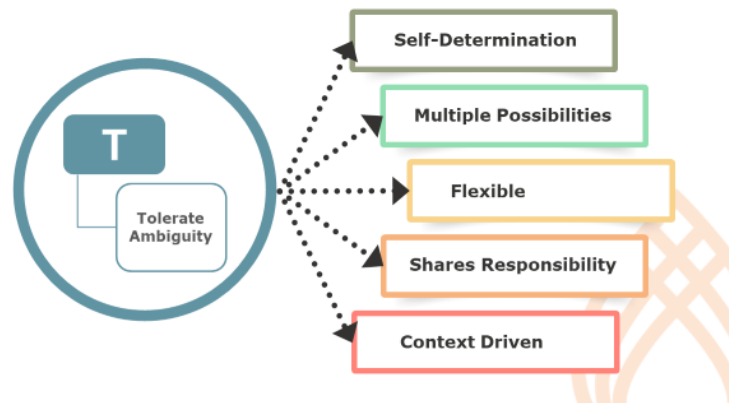 T
Tolerate
Ambiguity
Self-Determination
Multiple Possibilities
Flexible
Shares Responsibility
Context Driven